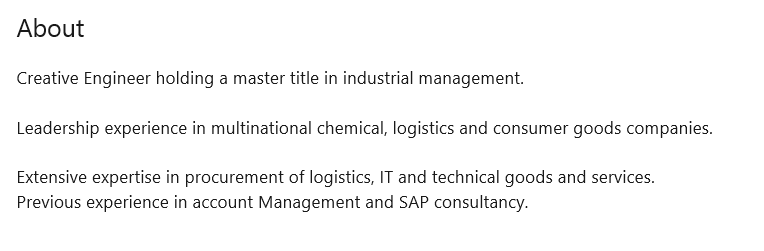 About
Creative Engineer holding a master title in industrial management.
Leadership experience in multinational chemical, logistics and consumer goods companies.
Extensive expertise in procurement of logistics, IT and technical goods and services.
Previous experience in account Management and SAP consultancy.